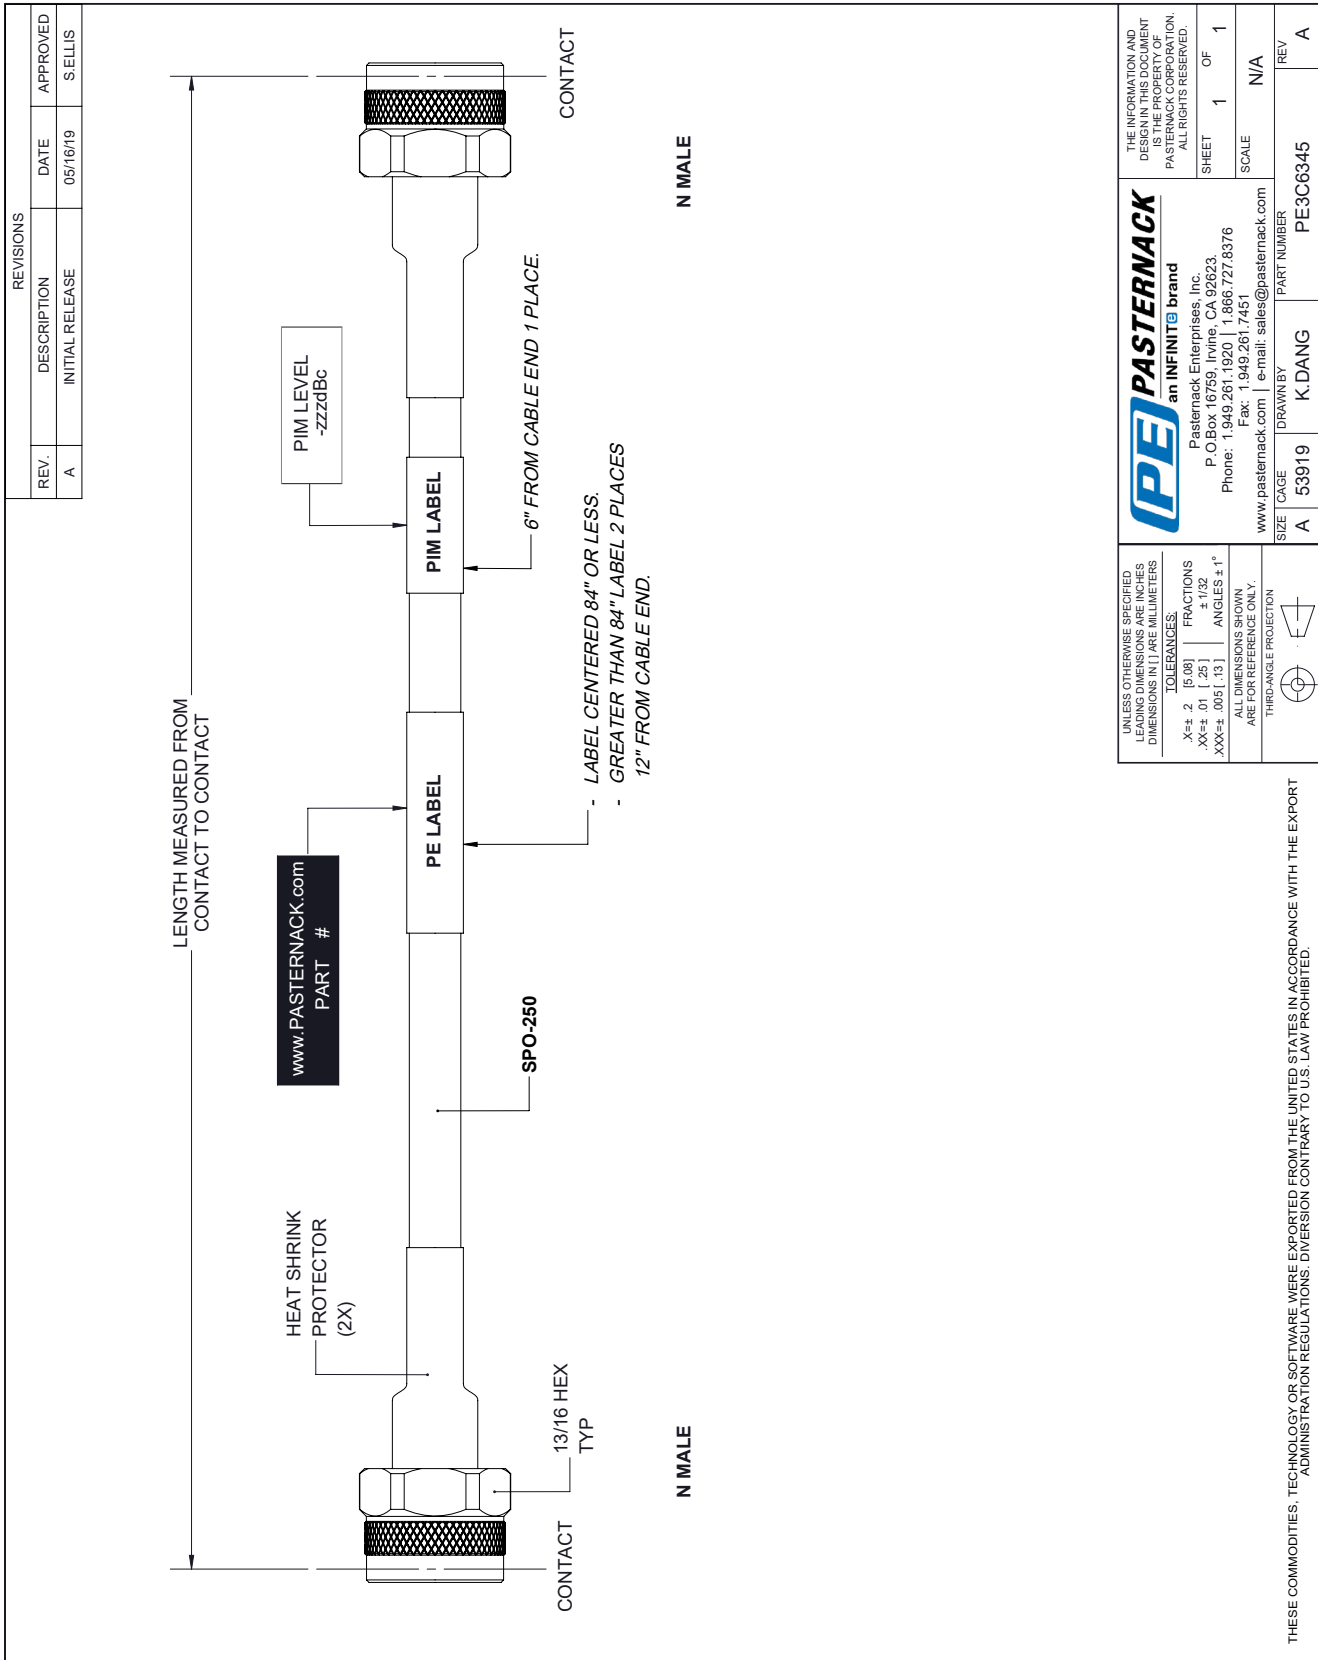 REVISIONS
REV. DESCRIPTION DATE APPROVED
A INITIAL RELEASE 05/16/19 S.ELLIS
LENGTH MEASURED FROM
CONTACT TO CONTACT
www.PASTERNACK.com
PART #
PIM LEVEL
-zzzdBc
HEAT SHRINK
PROTECTOR
(2X)
PE LABEL
PIM LABEL
CONTACT
13/16 HEX
TYP
SPO-250
6" FROM CABLE END 1 PLACE.
CONTACT
- LABEL CENTERED 84" OR LESS.
- GREATER THAN 84" LABEL 2 PLACES
12" FROM CABLE END.
N MALE
N MALE
UNLESS OTHERWISE SPECIFIED
LEADING DIMENSIONS ARE INCHES
DIMENSIONS IN [ ] ARE MILLIMETERS
TOLERANCES:
.X=± .2 [5.08]
.XX=± .01 [ .25 ]
.XXX=± .005 [ .13 ]
FRACTIONS
± 1/32
ANGLES ± 1°
ALL DIMENSIONS SHOWN
ARE FOR REFERENCE ONLY.
THIRD-ANGLE PROJECTION
PE PASTERNACK
an INFINITe brand
Pasternack Enterprises, Inc.
P.O.Box 16759, Irvine, CA 92623.
Phone: 1.949.261.1920 | 1.866.727.8376
Fax: 1.949.261.7451
www.pasternack.com | e-mail: sales@pasternack.com
THE INFORMATION AND
DESIGN IN THIS DOCUMENT
IS THE PROPERTY OF
PASTERNACK CORPORATION.
ALL RIGHTS RESERVED.
SHEET 1 OF 1
SCALE N/A
SIZE A
CAGE 53919
DRAWN BY K.DANG
PART NUMBER PE3C6345
REV A
THESE COMMODITIES, TECHNOLOGY OR SOFTWARE WERE EXPORTED FROM THE UNITED STATES IN ACCORDANCE WITH THE EXPORT
ADMINISTRATION REGULATIONS. DIVERSION CONTRARY TO U.S. LAW PROHIBITED.